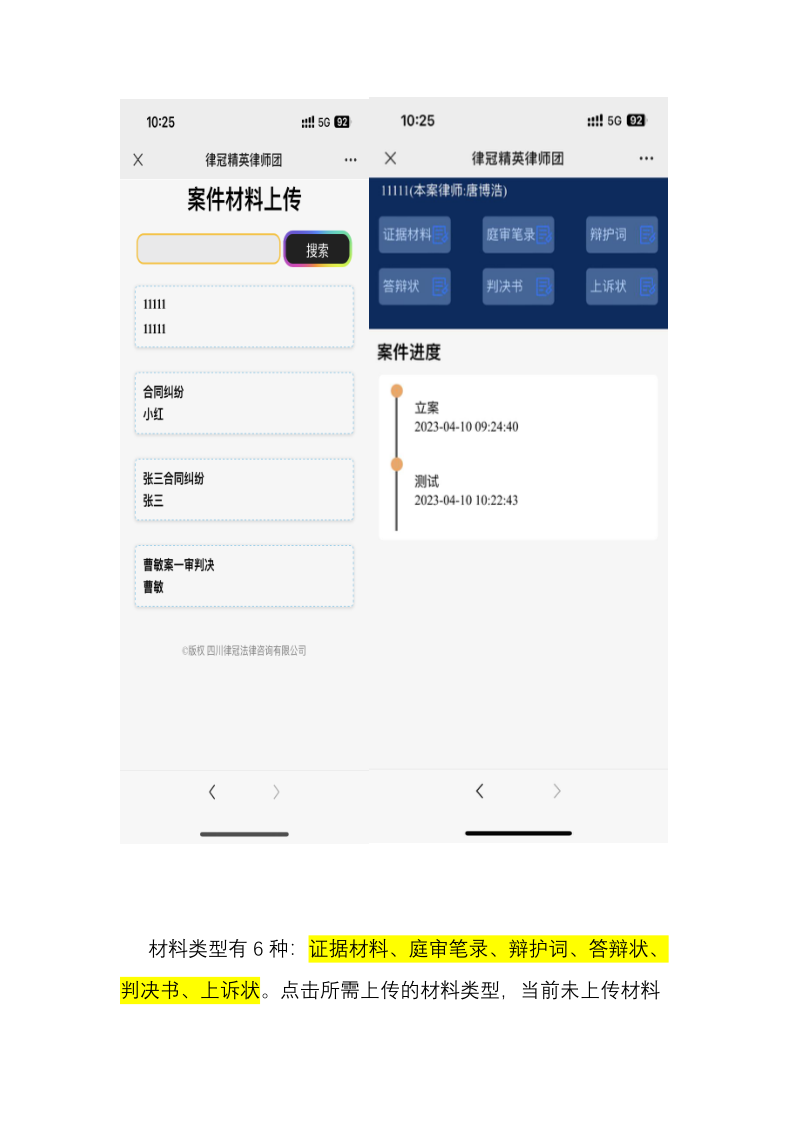 10:25
5G 92
律冠精英律师团
案件材料上传
搜索
11111
11111
合同纠纷
小红
张三合同纠纷
张三
曹敏案一审判决
曹敏
©版权 四川律冠法律咨询有限公司
10:25
5G 92
律冠精英律师团
11111(本案律师:唐博浩)
证据材料 庭审笔录 辩护词
答辩状 判决书 上诉状
案件进度
立案
2023-04-10 09:24:40
测试
2023-04-10 10:22:43
材料类型有 6 种：证据材料、庭审笔录、辩护词、答辩状、
判决书、上诉状。点击所需上传的材料类型，当前未上传材料